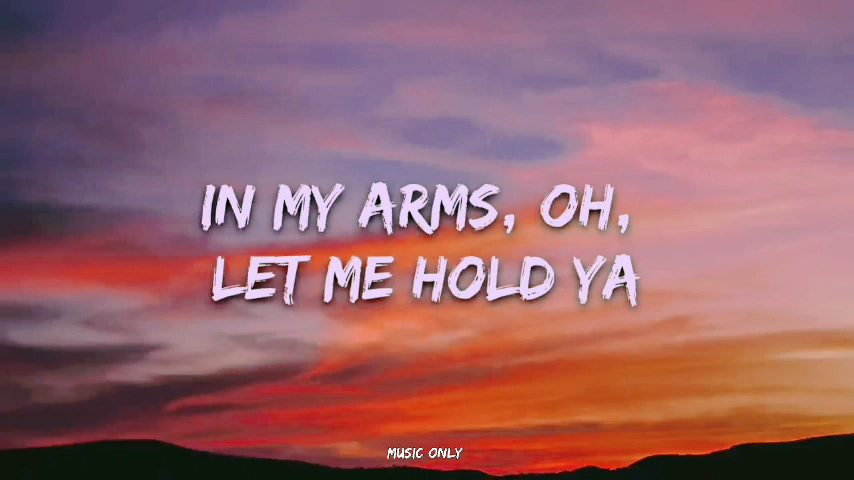 IN MY ARMS, OH,
LET ME HOLD YA
MUSIC ONLY